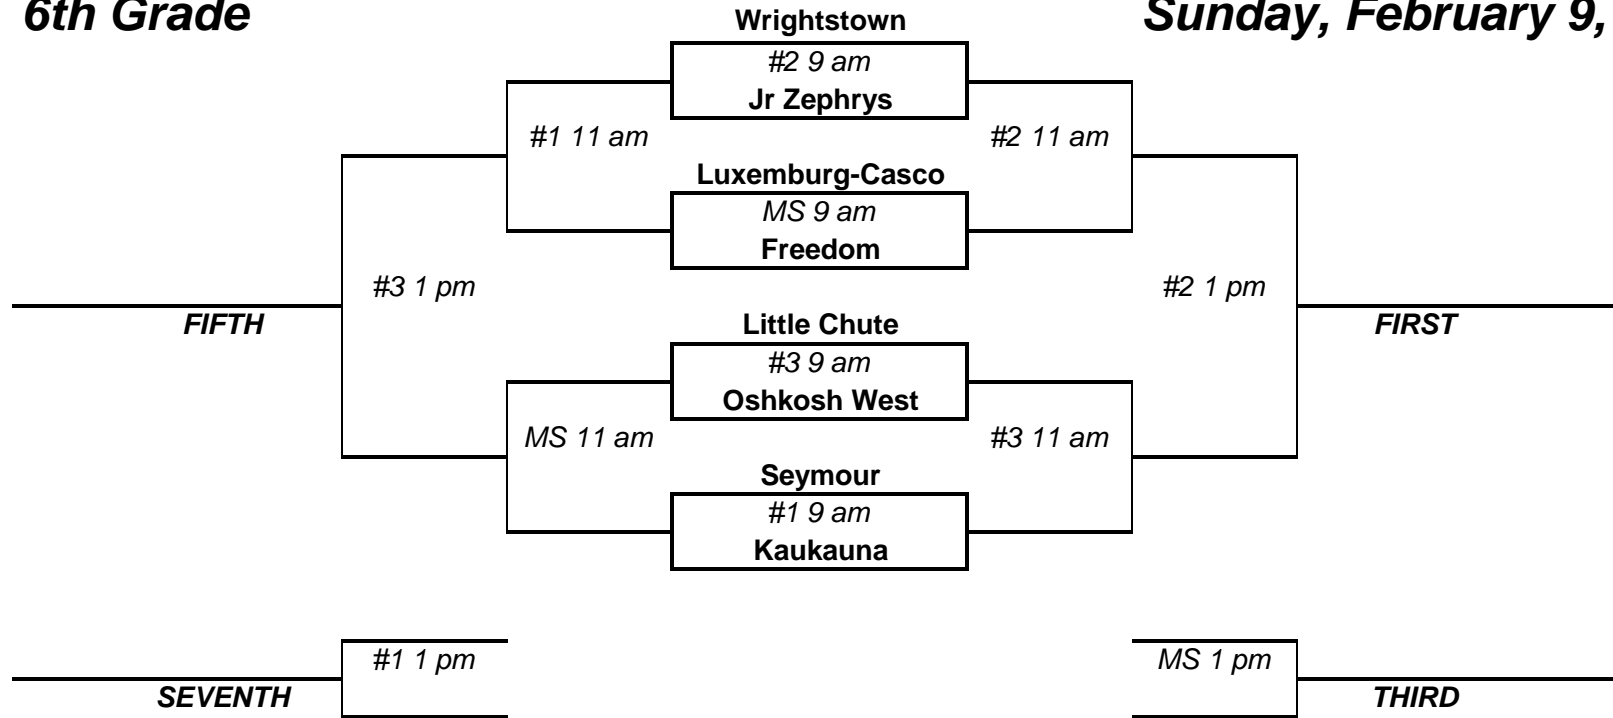 6th Grade
Sunday, February 9,
Wrightstown
#2 9 am
Jr Zephrys
#1 11 am
#2 11 am
Luxemburg-Casco
MS 9 am
Freedom
#3 1 pm
#2 1 pm
FIFTH
Little Chute
FIRST
#3 9 am
Oshkosh West
MS 11 am
#3 11 am
Seymour
#1 9 am
Kaukauna
#1 1 pm
MS 1 pm
SEVENTH
THIRD